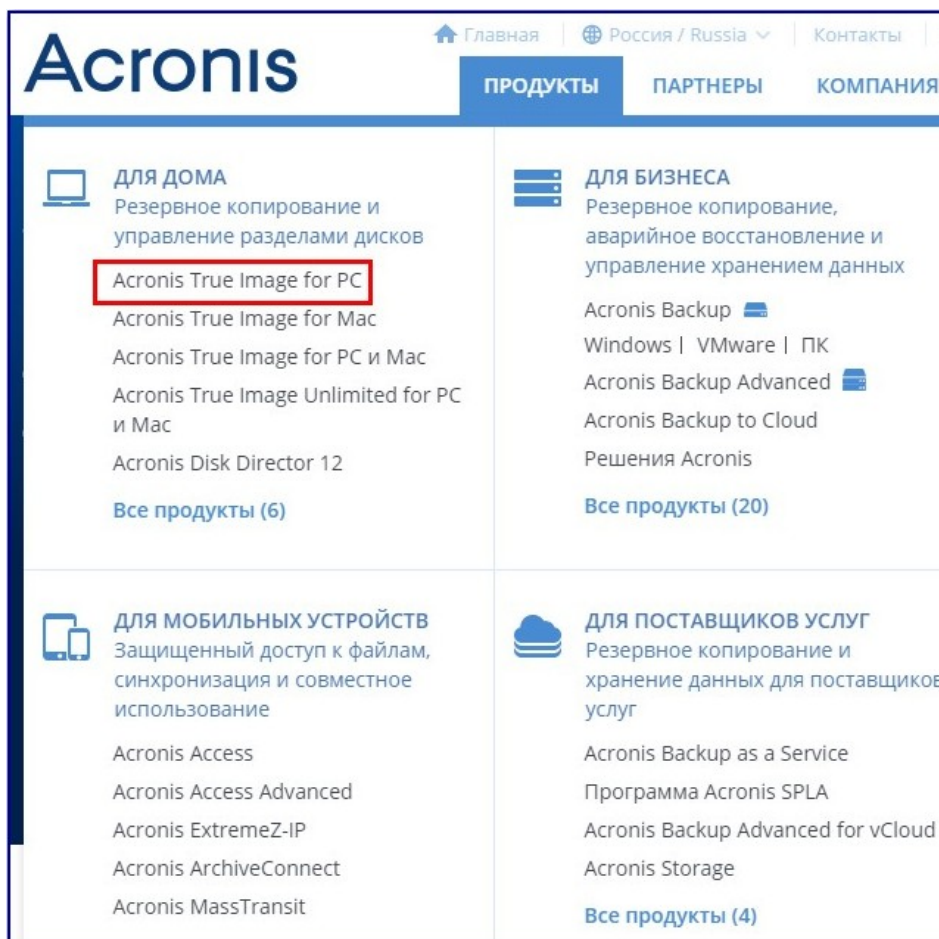 Acronis
Главная
Россия / Russia
Контакты
ПРОДУКТЫ
ПАРТНЕРЫ
КОМПАНИЯ
ДЛЯ ДОМА
Резервное копирование и
управление разделами дисков
Acronis True Image for PC
Acronis True Image for Mac
Acronis True Image for PC и Mac
Acronis True Image Unlimited for PC
и Mac
Acronis Disk Director 12
Все продукты (6)
ДЛЯ БИЗНЕСА
Резервное копирование,
аварийное восстановление и
управление хранением данных
Acronis Backup
Windows | VMware | ПК
Acronis Backup Advanced
Acronis Backup to Cloud
Решения Acronis
Все продукты (20)
ДЛЯ МОБИЛЬНЫХ УСТРОЙСТВ
Защищенный доступ к файлам,
синхронизация и совместное
использование
Acronis Access
Acronis Access Advanced
Acronis ExtremeZ-IP
Acronis ArchiveConnect
Acronis MassTransit
ДЛЯ ПОСТАВЩИКОВ УСЛУГ
Резервное копирование и
хранение данных для поставщиков
услуг
Acronis Backup as a Service
Программа Acronis SPLA
Acronis Backup Advanced for vCloud
Acronis Storage
Все продукты (4)